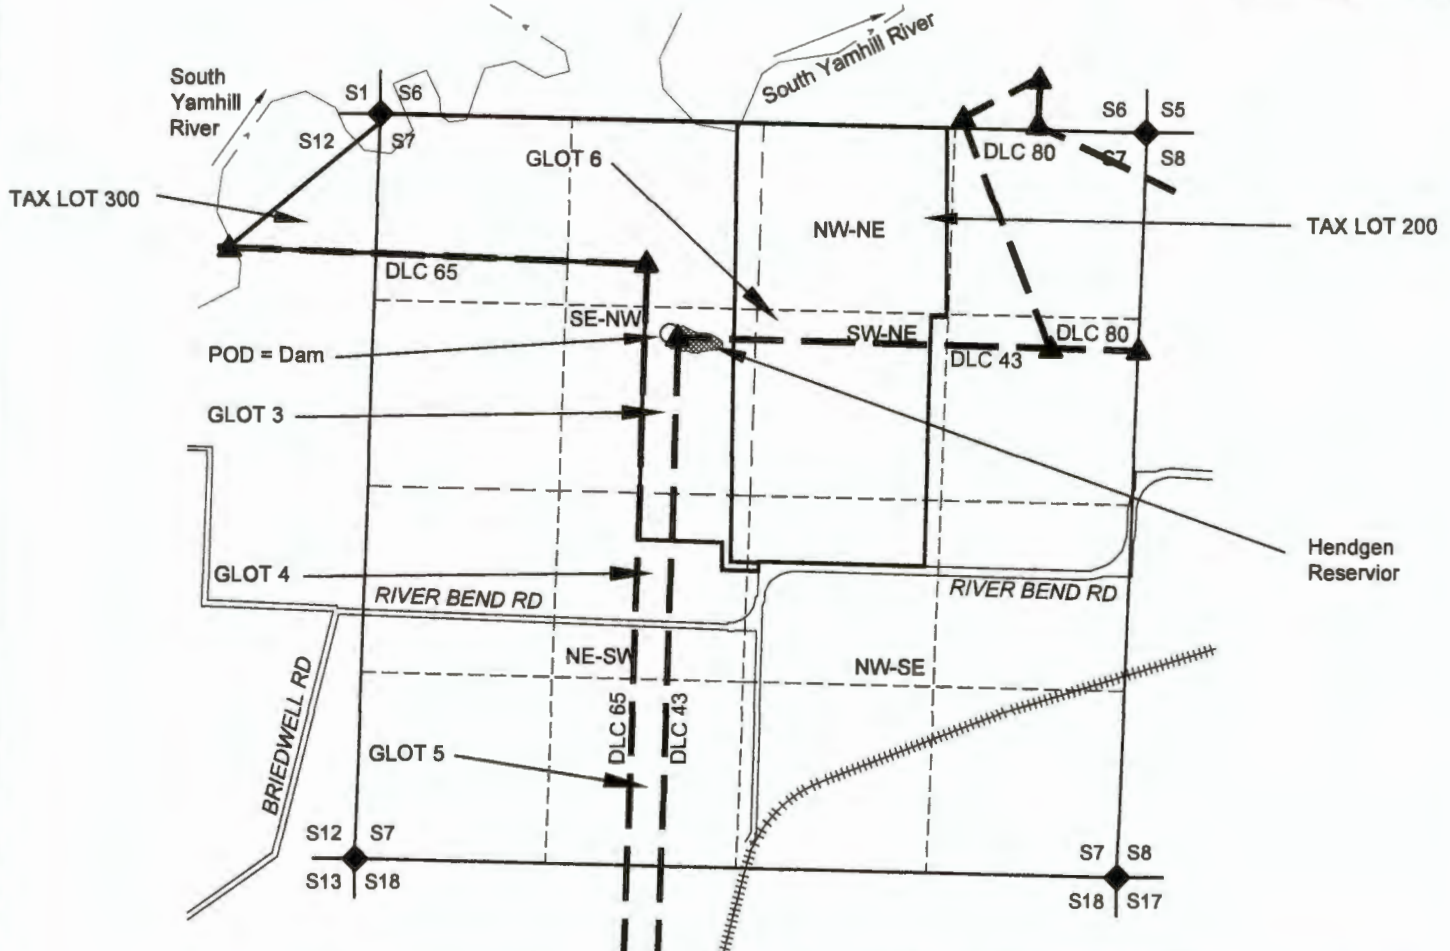 South Yamhill River
South
Yamhill
River
S1
S6
S12
S7
S6
S5
S7
S8
DLC 80
GLOT 6
TAX LOT 300
NW-NE
TAX LOT 200
DLC 65
SE-NW
SW-NE
DLC 80
POD = Dam
DLC 43
GLOT 3
Hendgen
Reservior
GLOT 4
RIVER BEND RD
RIVER BEND RD
NE-SW
NW-SE
BRIEDWELL RD
DLC 65
DLC 43
GLOT 5
S12
S7
S13
S18
S7
S8
S18
S17